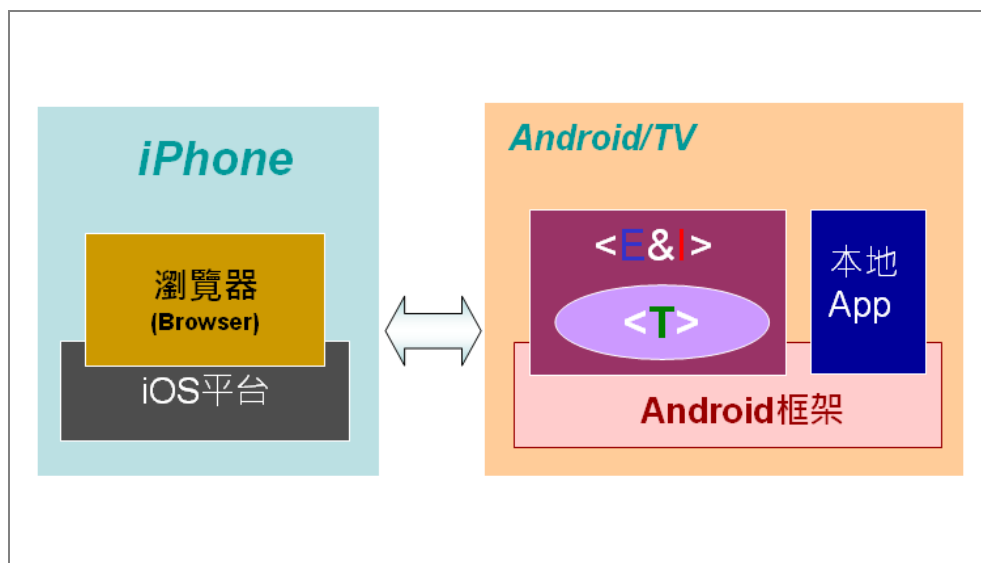 iPhone
瀏覽器
(Browser)
iOS平台
Android/TV
<E&I>
<T>
本地
App
Android框架